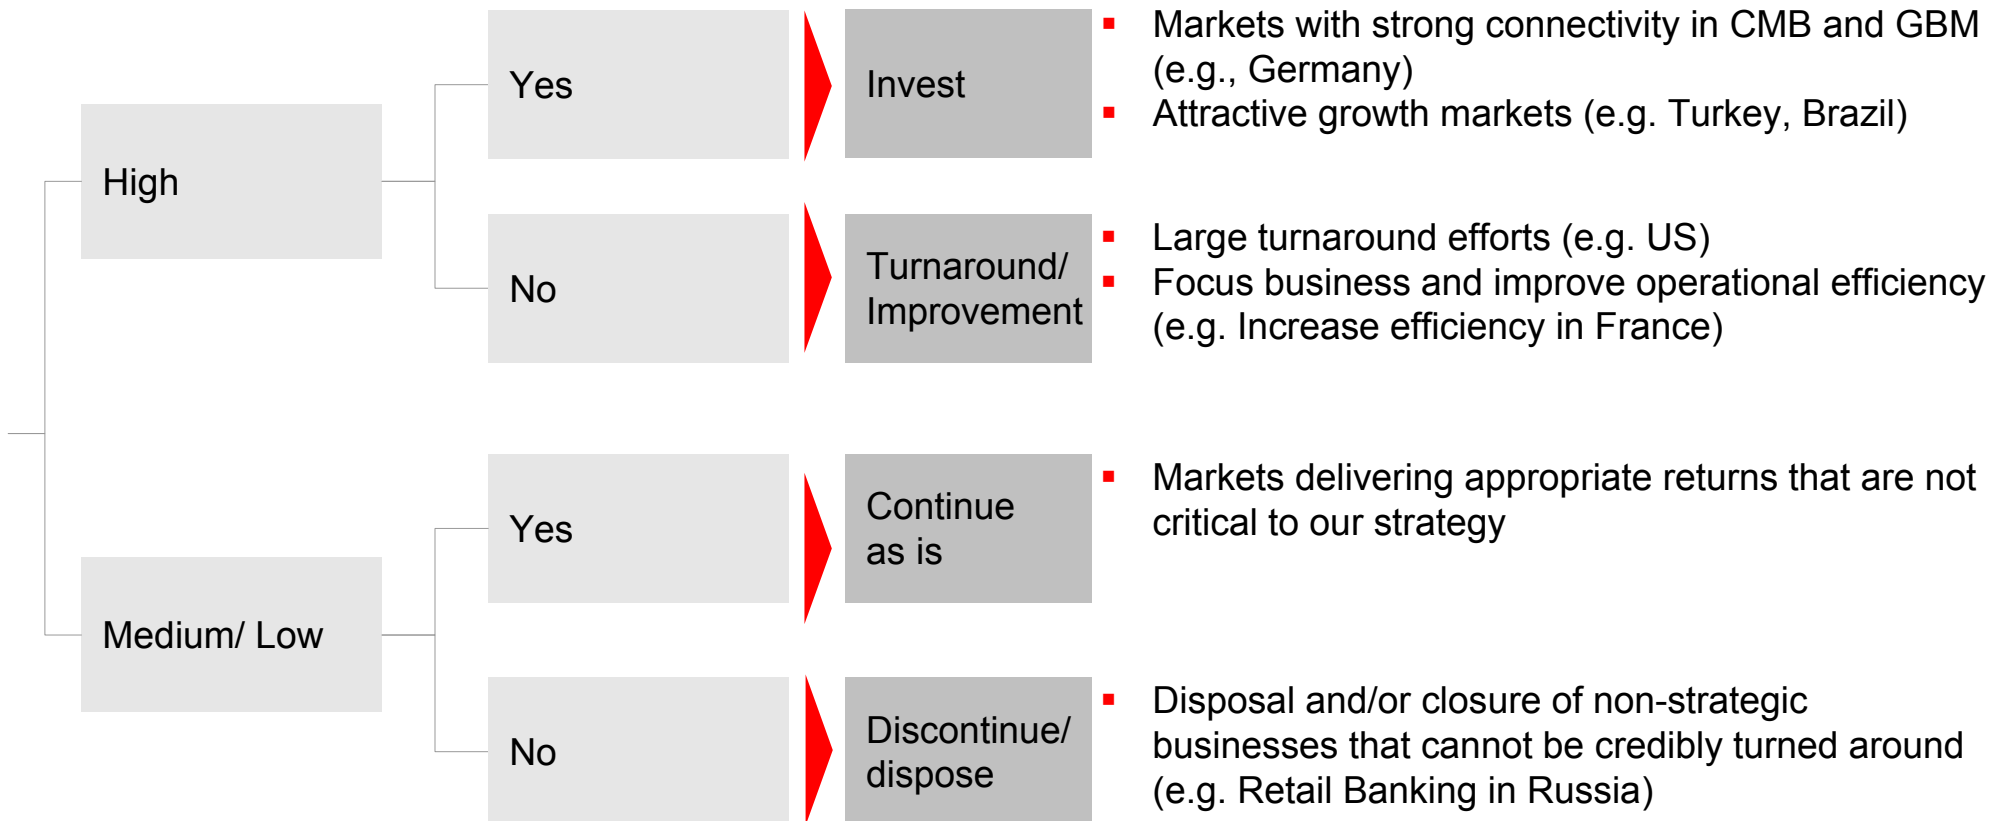 High
Yes
Invest
Markets with strong connectivity in CMB and GBM
(e.g., Germany)
Attractive growth markets (e.g. Turkey, Brazil)
No
Turnaround/
Improvement
Large turnaround efforts (e.g. US)
Focus business and improve operational efficiency
(e.g. Increase efficiency in France)
Medium/ Low
Yes
Continue
as is
Markets delivering appropriate returns that are not
critical to our strategy
No
Discontinue/
dispose
Disposal and/or closure of non-strategic
businesses that cannot be credibly turned around
(e.g. Retail Banking in Russia)